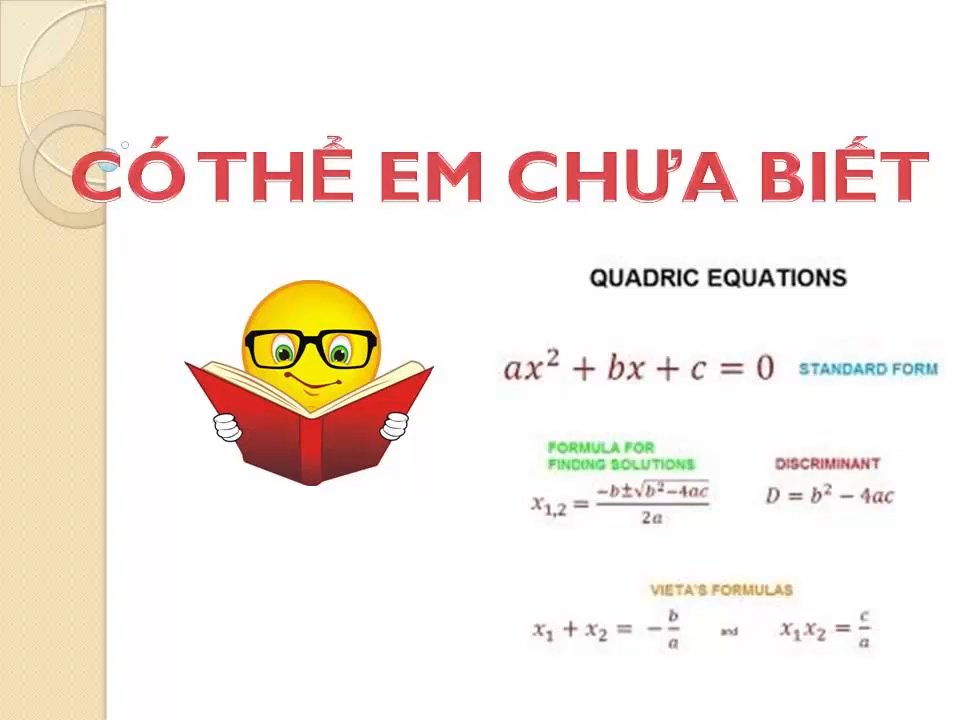 CÓ THỂ EM CHƯA BIẾT
QUADRIC EQUATIONS
ax² + bx + c = 0 STANDARD FORM
FORMULA FOR
FINDING SOLUTIONS
DISCRIMINANT
x₁,₂ = (−b±√(b²−4ac))/(2a)
D = b² − 4ac
VIETA'S FORMULAS
x₁ + x₂ = −b/a and x₁x₂ = c/a